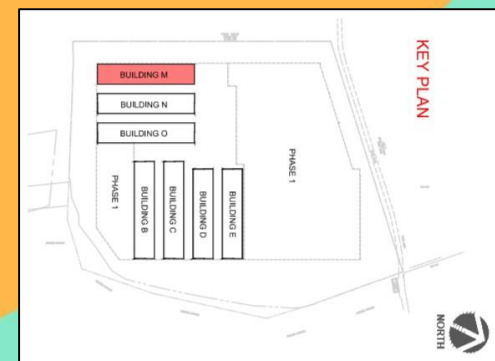 KEY PLAN
BUILDING M
BUILDING N
BUILDING O
PHASE 1
BUILDING B
BUILDING C
BUILDING D
BUILDING E
PHASE 1
NORTH